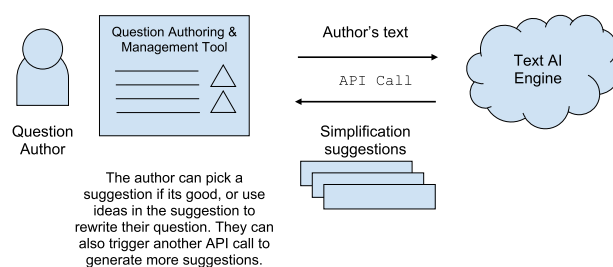 Question Authoring &
Management Tool
Author's text
API Call
Text AI
Engine
Question
Author
Simplification
suggestions
The author can pick a
suggestion if its good, or use
ideas in the suggestion to
rewrite their question. They can
also trigger another API call to
generate more suggestions.